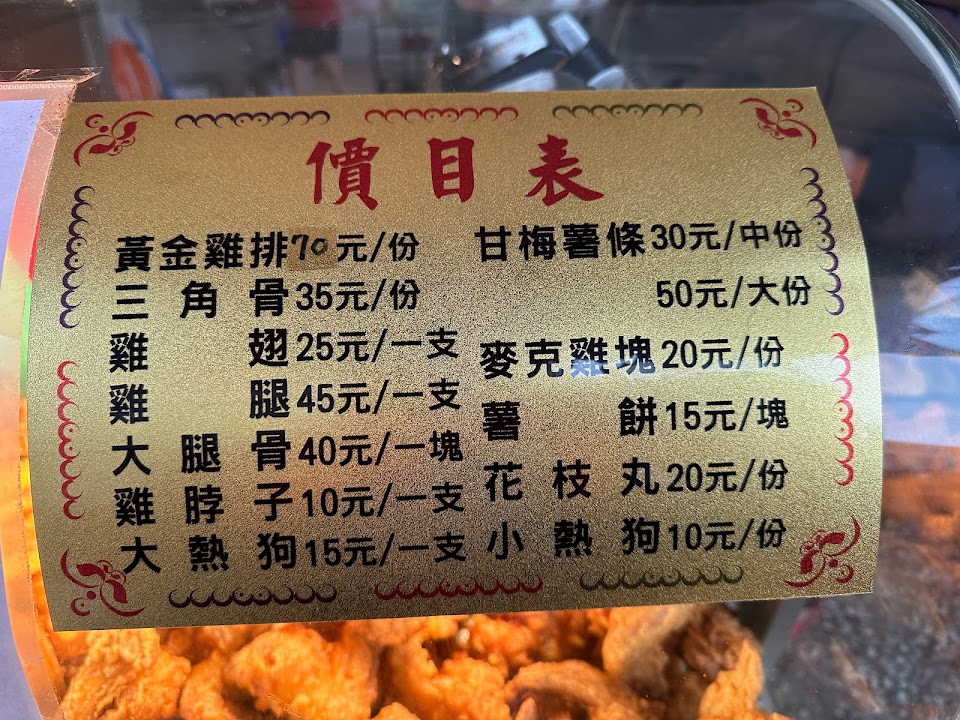 價目表
黃金雞排70元/份
三角骨35元/份
雞翅25元/一支
雞腿45元/一支
大腿骨40元/一塊
雞脖子10元/一支
大熱狗15元/一支
甘梅薯條30元/中份
50元/大份
麥克雞塊20元/份
薯餅15元/塊
花枝丸20元/份
小熱狗10元/份